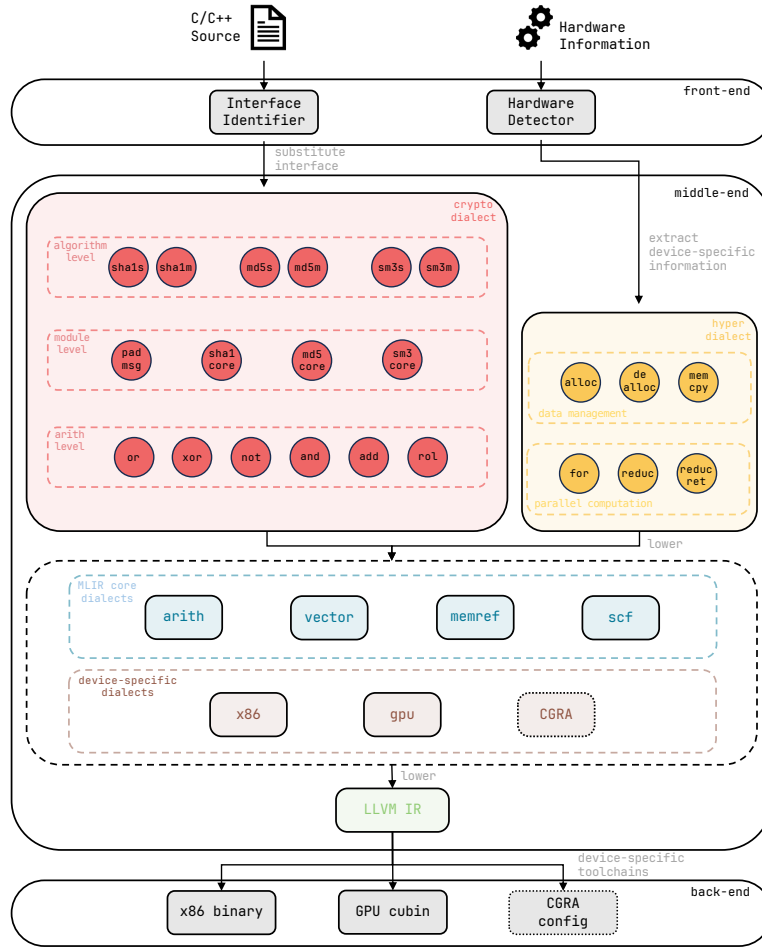 C/C++
Source
Hardware
Information
front-end
Interface
Identifier
Hardware
Detector
substitute
interface
middle-end
crypto
dialect
algorithm
level
sha1s
sha1m
md5s
md5m
sm3s
sm3m
extract
device-specific
information
module
level
pad
msg
sha1
core
md5
core
sm3
core
hyper
dialect
alloc
de
alloc
mem
cpy
data management
arith
level
or
xor
not
and
add
rol
for
reduc
reduc
ret
parallel computation
lower
MLIR core
dialects
arith
vector
memref
scf
device-specific
dialects
x86
gpu
CGRA
lower
LLVM IR
device-specific
toolchains
back-end
x86 binary
GPU cubin
CGRA
config